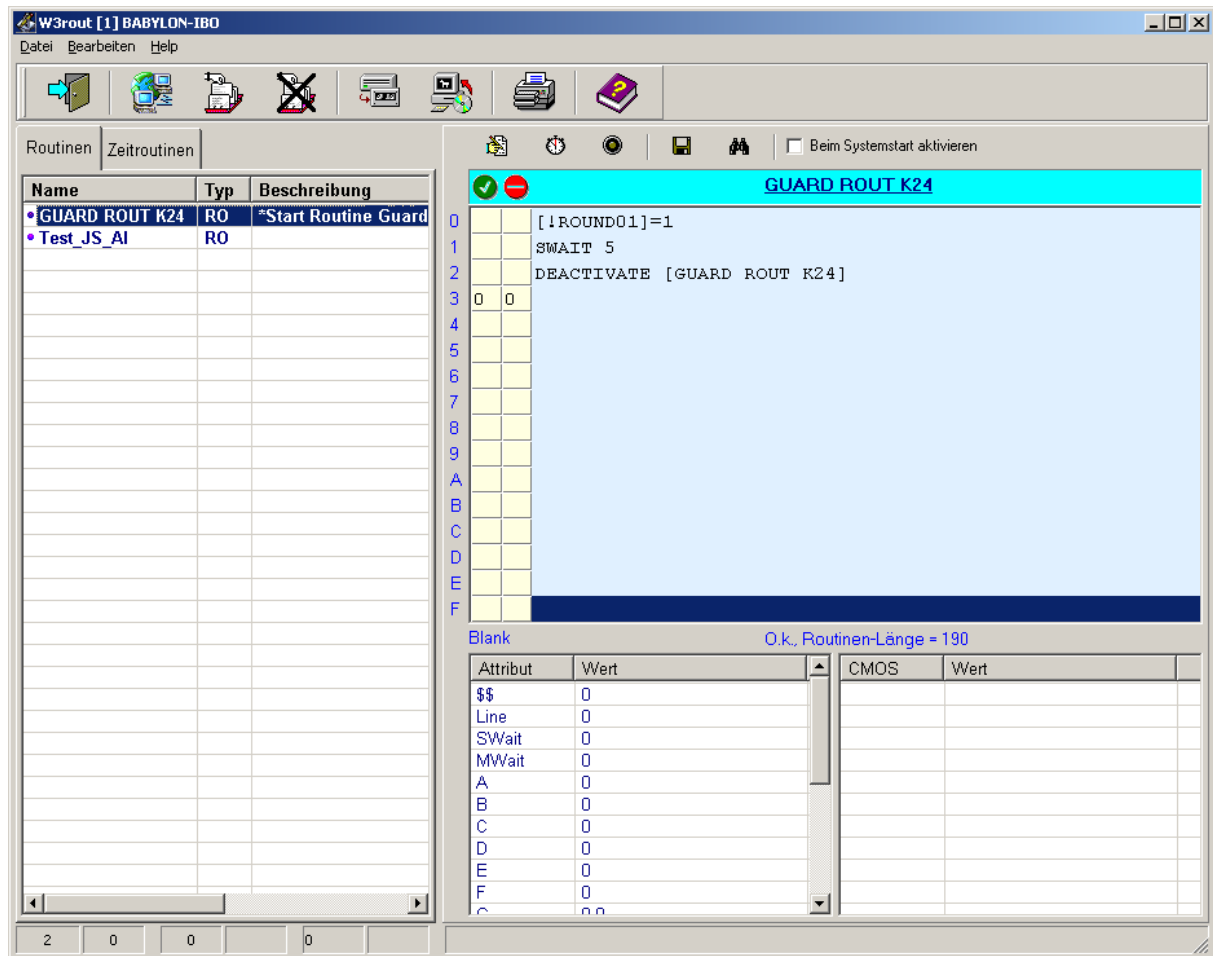 W3rout [1] BABYLON-IBO
Datei Bearbeiten Help
Routinen Zeitroutinen
Name Typ Beschreibung
GUARD ROUT K24 RO *Start Routine Guard
Test_JS_AI RO
2 0 0 0
Beim Systemstart aktivieren
GUARD ROUT K24
0 [!ROUND01]=1
1 SWAIT 5
2 DEACTIVATE [GUARD ROUT K24]
3 0 0
4
5
6
7
8
9
A
B
C
D
E
F
Blank O.k., Routinen-Länge = 190
Attribut Wert
$$ 0
Line 0
SWait 0
MWait 0
A 0
B 0
C 0
D 0
E 0
F 0
CMOS Wert